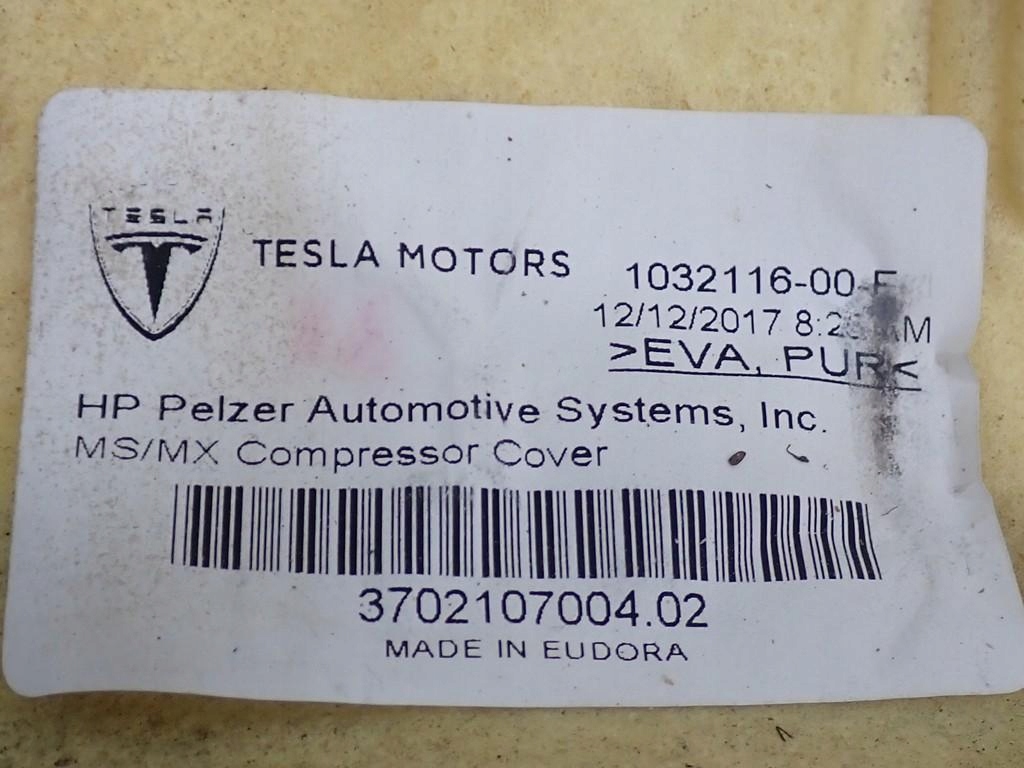 TESLA
TESLA MOTORS
1032116-00-
12/12/2017
>EVA, PUR<
HP Pelzer Automotive Systems, Inc.
MS/MX Compressor Cover
3702107004.02
MADE IN EUDORA